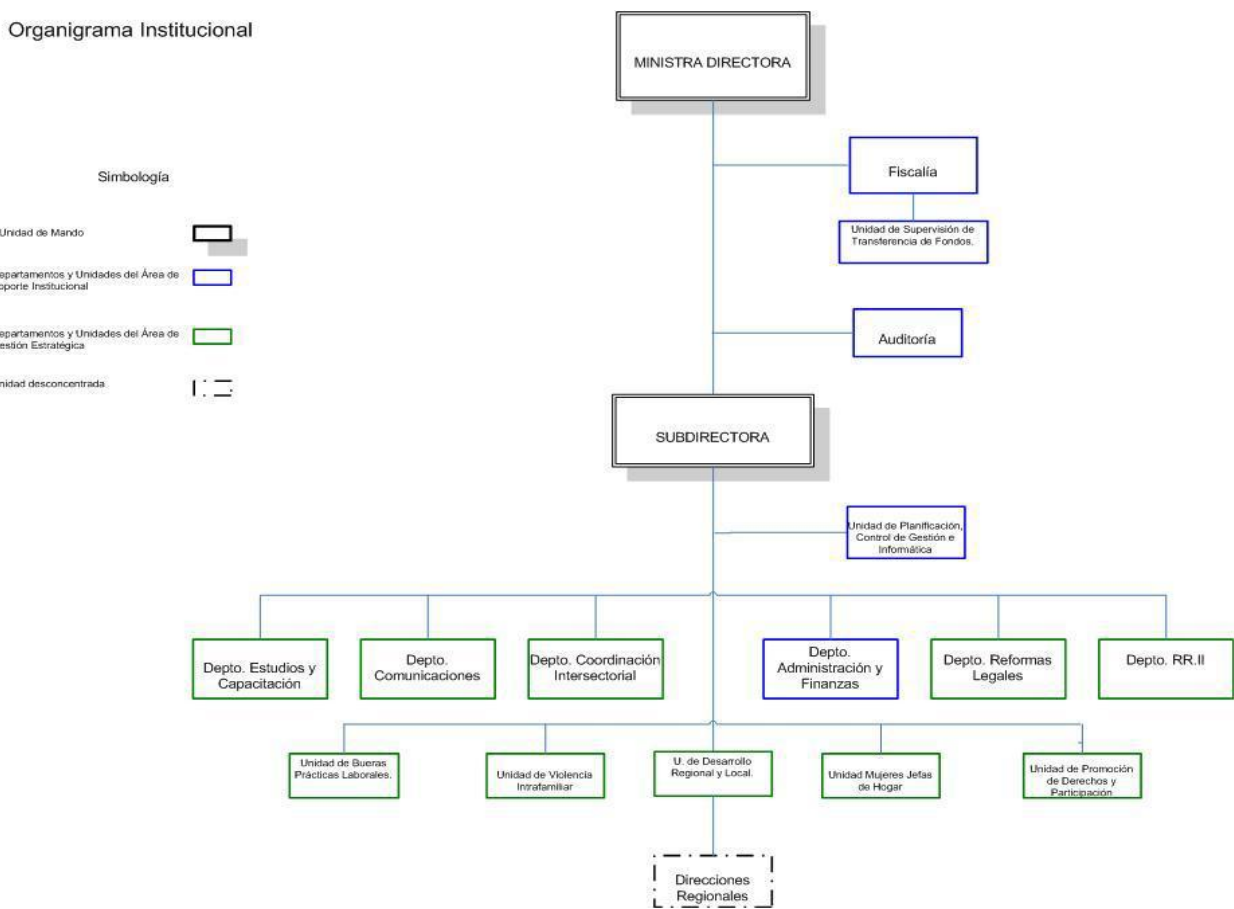 Organigrama Institucional
MINISTRA DIRECTORA
Simbología
Fiscalía
Unidad de Mando
Unidad de Supervisión de
Transferencia de Fondos.
epartamentos y Unidades del Área de
oporte Institucional
epartamentos y Unidades del Área de
estión Estratégica
Auditoría
nidad desconcentrada
SUBDIRECTORA
Unidad de Planificación,
Control de Gestión e
Informática
Depto. Estudios y
Capacitación
Depto.
Comunicaciones
Depto. Coordinación
Intersectorial
Depto.
Administración y
Finanzas
Depto. Reformas
Legales
Depto. RR.II
Unidad de Bueras
Prácticas Laborales.
Unidad de Violencia
Intrafamiliar
U. de Desarrollo
Regional y Local.
Unidad Mujeres Jefas
de Hogar
Unidad de Promoción
de Derechos y
Participación
Direcciones
Regionales